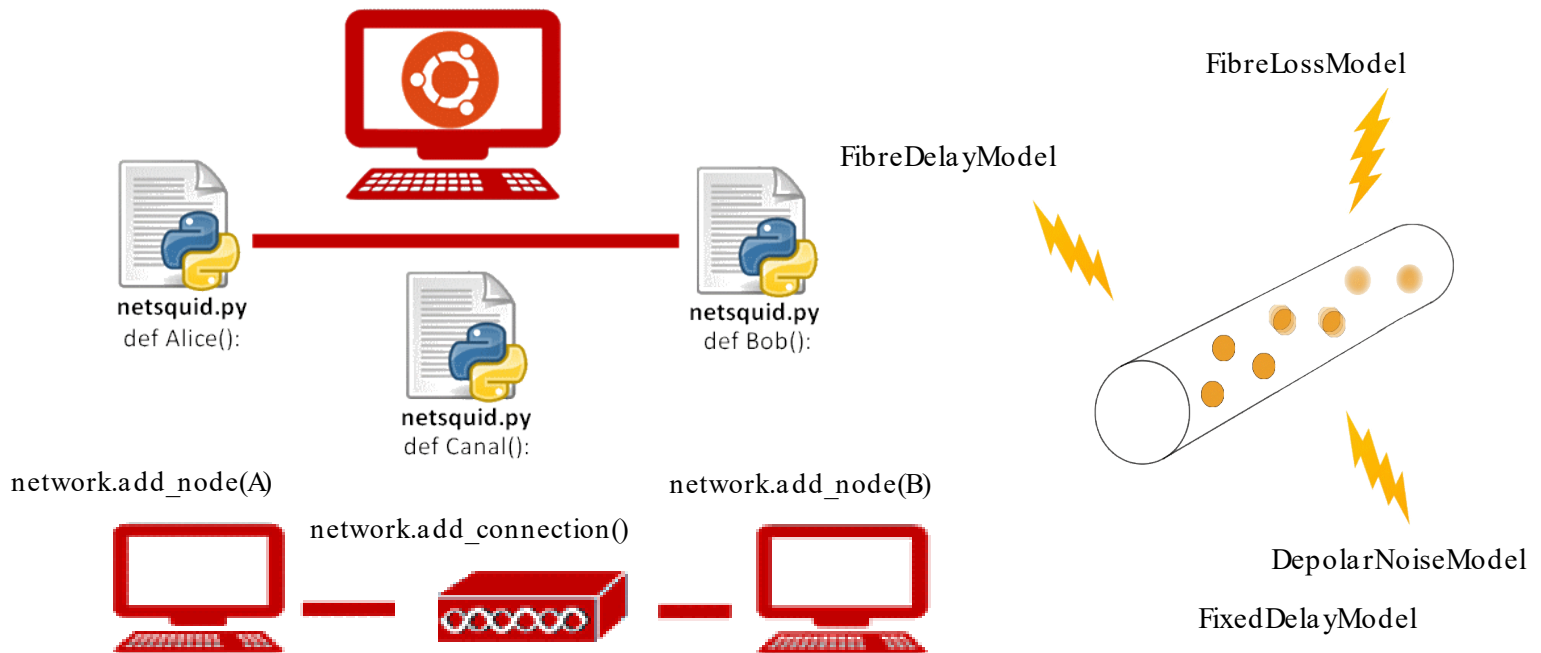 FibreLossModel
FibreDelayModel
netsquid.py
def Alice():
netsquid.py
def Bob():
netsquid.py
def Canal():
network.add_node(A)
network.add_node(B)
network.add_connection()
DepolarNoiseModel
FixedDelayModel